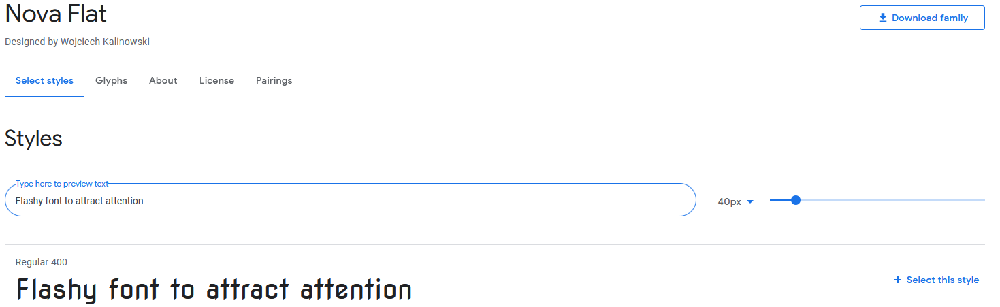 Nova Flat
Download family
Designed by Wojciech Kalinowski
Select styles Glyphs About License Pairings
Styles
Type here to preview text
Flashy font to attract attention
40px
Regular 400
Flashy font to attract attention
+ Select this style